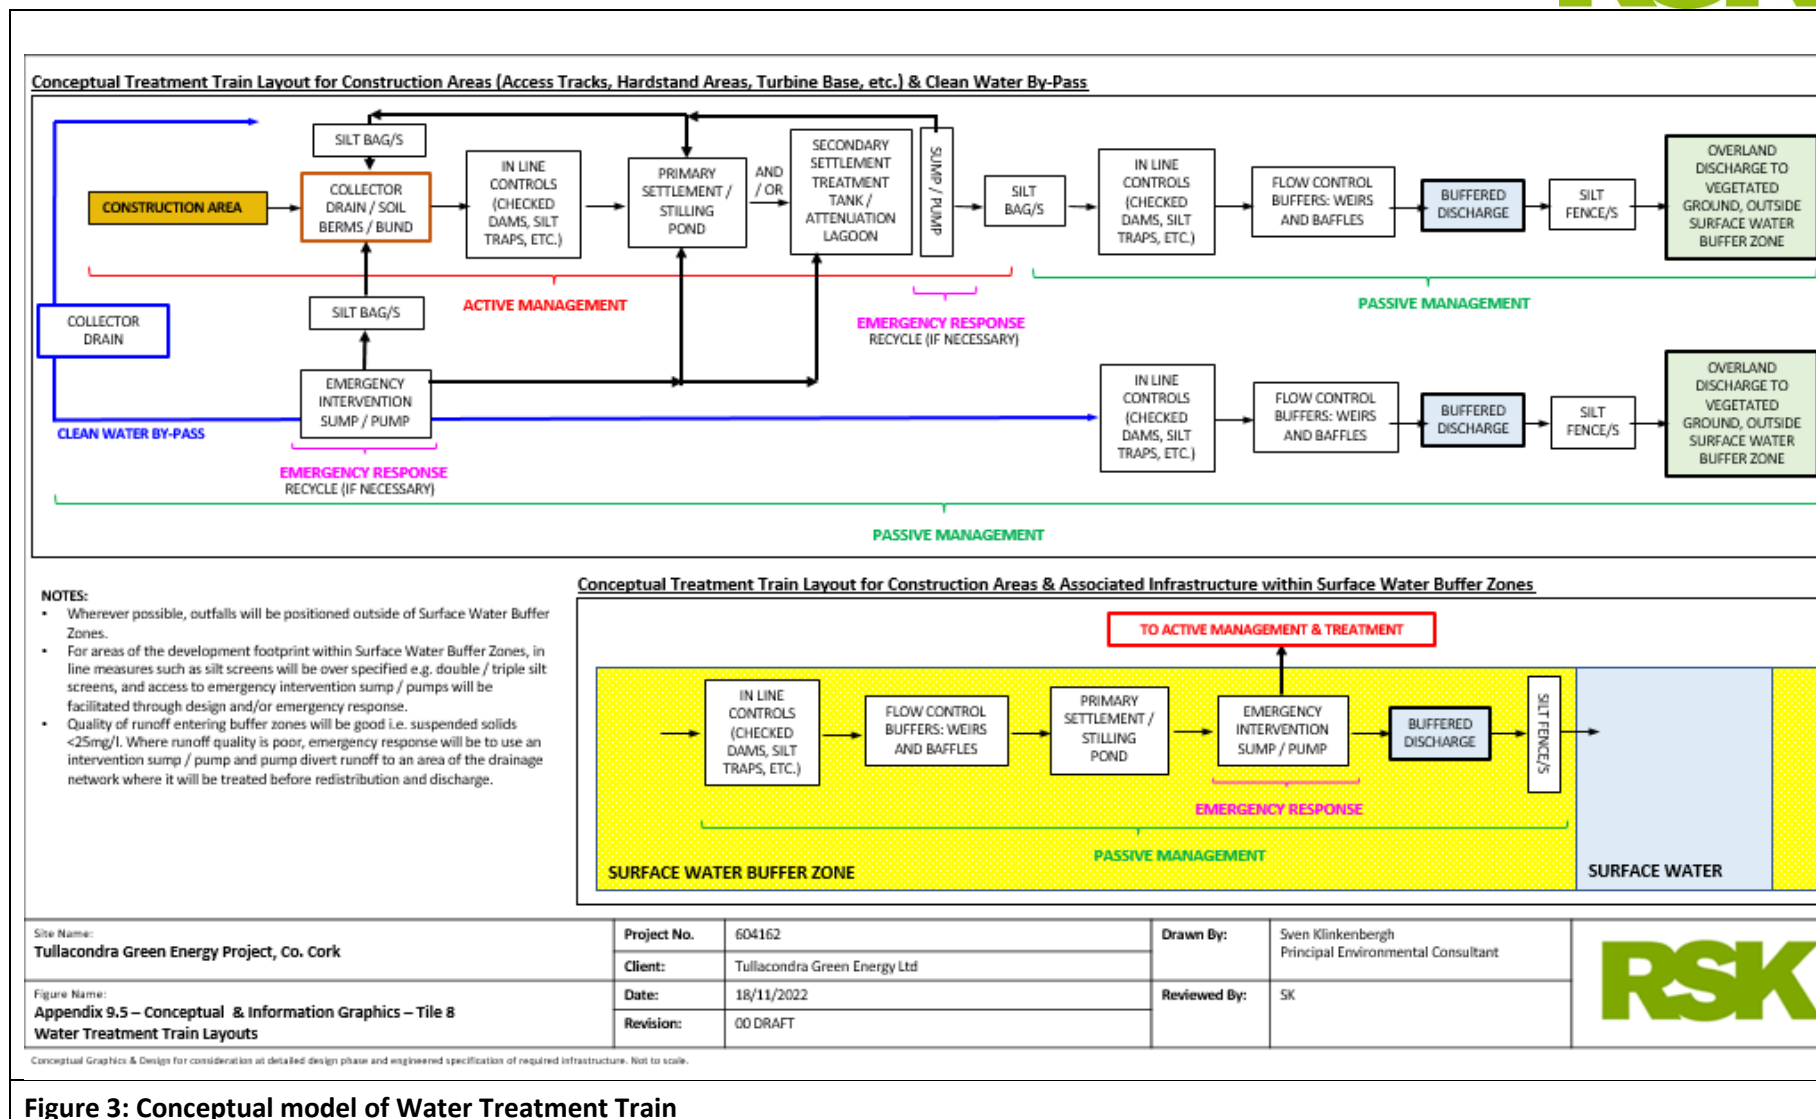 RSK
Conceptual Treatment Train Layout for Construction Areas (Access Tracks, Hardstand Areas, Turbine Base, etc.) & Clean Water By-Pass
SILT BAG/S
CONSTRUCTION AREA
COLLECTOR
DRAIN / SOIL
BERMS / BUND
IN LINE
CONTROLS
(CHECKED
DAMS, SILT
TRAPS, ETC.)
PRIMARY
SETTLEMENT /
STILLING
POND
AND
/ OR
SECONDARY
SETTLEMENT
TREATMENT
TANK /
ATTENUATION
LAGOON
SUMP / PUMP
SILT
BAG/S
IN LINE
CONTROLS
(CHECKED
DAMS, SILT
TRAPS, ETC.)
FLOW CONTROL
BUFFERS: WEIRS
AND BAFFLES
BUFFERED
DISCHARGE
SILT
FENCE/S
OVERLAND
DISCHARGE TO
VEGETATED
GROUND, OUTSIDE
SURFACE WATER
BUFFER ZONE
ACTIVE MANAGEMENT
EMERGENCY RESPONSE
RECYCLE (IF NECESSARY)
PASSIVE MANAGEMENT
COLLECTOR
DRAIN
SILT BAG/S
EMERGENCY
INTERVENTION
SUMP / PUMP
CLEAN WATER BY-PASS
EMERGENCY RESPONSE
RECYCLE (IF NECESSARY)
IN LINE
CONTROLS
(CHECKED
DAMS, SILT
TRAPS, ETC.)
FLOW CONTROL
BUFFERS: WEIRS
AND BAFFLES
BUFFERED
DISCHARGE
SILT
FENCE/S
OVERLAND
DISCHARGE TO
VEGETATED
GROUND, OUTSIDE
SURFACE WATER
BUFFER ZONE
PASSIVE MANAGEMENT
NOTES:
• Wherever possible, outfalls will be positioned outside of Surface Water Buffer
Zones.
• For areas of the development footprint within Surface Water Buffer Zones, in
line measures such as silt screens will be over specified e.g. double / triple silt
screens, and access to emergency intervention sump / pumps will be
facilitated through design and/or emergency response.
• Quality of runoff entering buffer zones will be good i.e. suspended solids
<25mg/l. Where runoff quality is poor, emergency response will be to use an
intervention sump / pump and pump divert runoff to an area of the drainage
network where it will be treated before redistribution and discharge.
Conceptual Treatment Train Layout for Construction Areas & Associated Infrastructure within Surface Water Buffer Zones
TO ACTIVE MANAGEMENT & TREATMENT
IN LINE
CONTROLS
(CHECKED
DAMS, SILT
TRAPS, ETC.)
FLOW CONTROL
BUFFERS: WEIRS
AND BAFFLES
PRIMARY
SETTLEMENT /
STILLING
POND
EMERGENCY
INTERVENTION
SUMP / PUMP
BUFFERED
DISCHARGE
SILT FENCE/S
EMERGENCY RESPONSE
PASSIVE MANAGEMENT
SURFACE WATER BUFFER ZONE
SURFACE WATER
Site Name:
Tullacondra Green Energy Project, Co. Cork
Project No. 604162
Client: Tullacondra Green Energy Ltd
Drawn By: Sven Klinkenbergh
Principal Environmental Consultant
Figure Name:
Appendix 9.5 – Conceptual & Information Graphics – Tile 8
Water Treatment Train Layouts
Date: 18/11/2022
Revision: 00 DRAFT
Reviewed By: SK
RSK
Conceptual Graphics & Design for consideration at detailed design phase and engineered specification of required infrastructure. Not to scale.
Figure 3: Conceptual model of Water Treatment Train